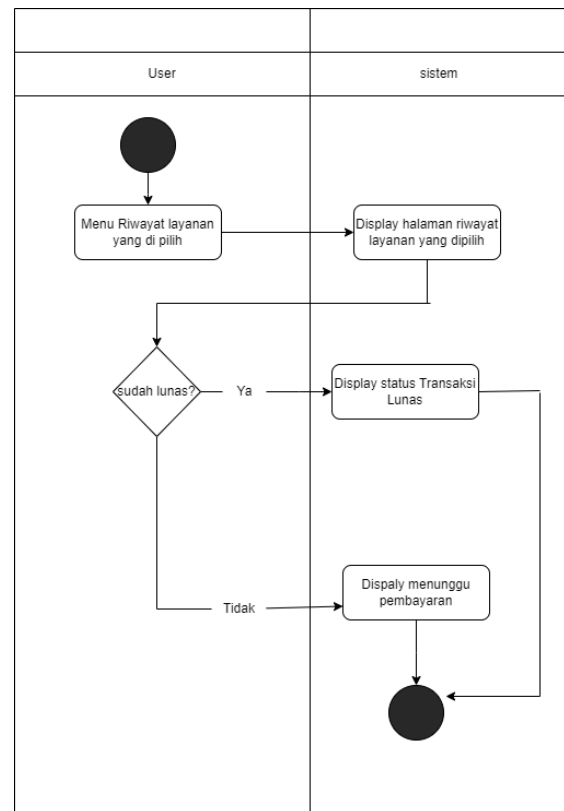 User
sistem
Menu Riwayat layanan
yang di pilih
Display halaman riwayat
layanan yang dipilih
sudah lunas?
Ya
Display status Transaksi
Lunas
Dispaly menunggu
pembayaran
Tidak